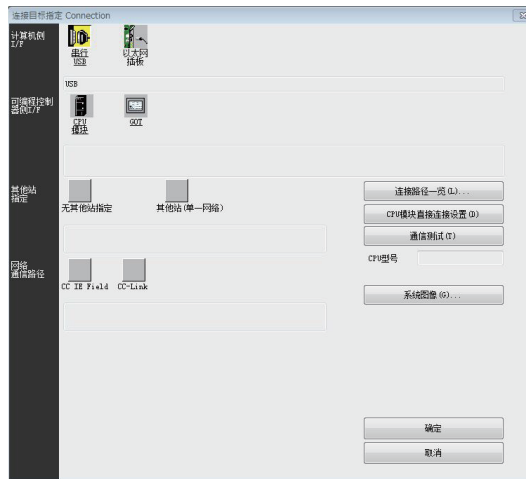 连接目标指定 Connection
计算机侧
I/F
串行
USB
以太网
插板
USB
可编程控制
器侧I/F
CPU
模块
GOT
其他站
指定
无其他站指定
其他站(单一网络)
连接路径一览(L)...
CPU模块直接连接设置(D)
通信测试(T)
CPU型号
网络
通信路径
CC IE Field
CC-Link
系统图像(G)...
确定
取消